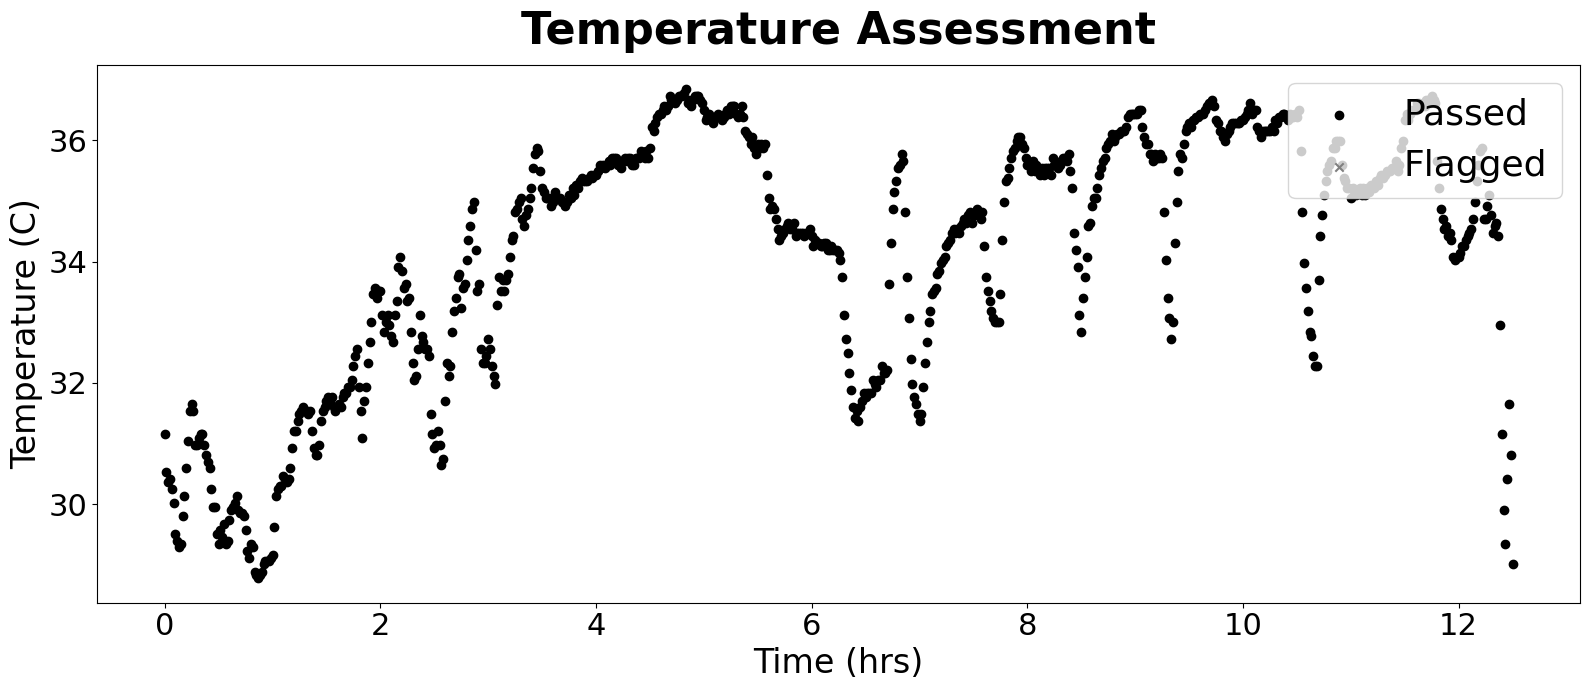 Temperature Assessment
Passed
Flagged
Temperature (C)
36
34
32
30
0 2 4 6 8 10 12
Time (hrs)